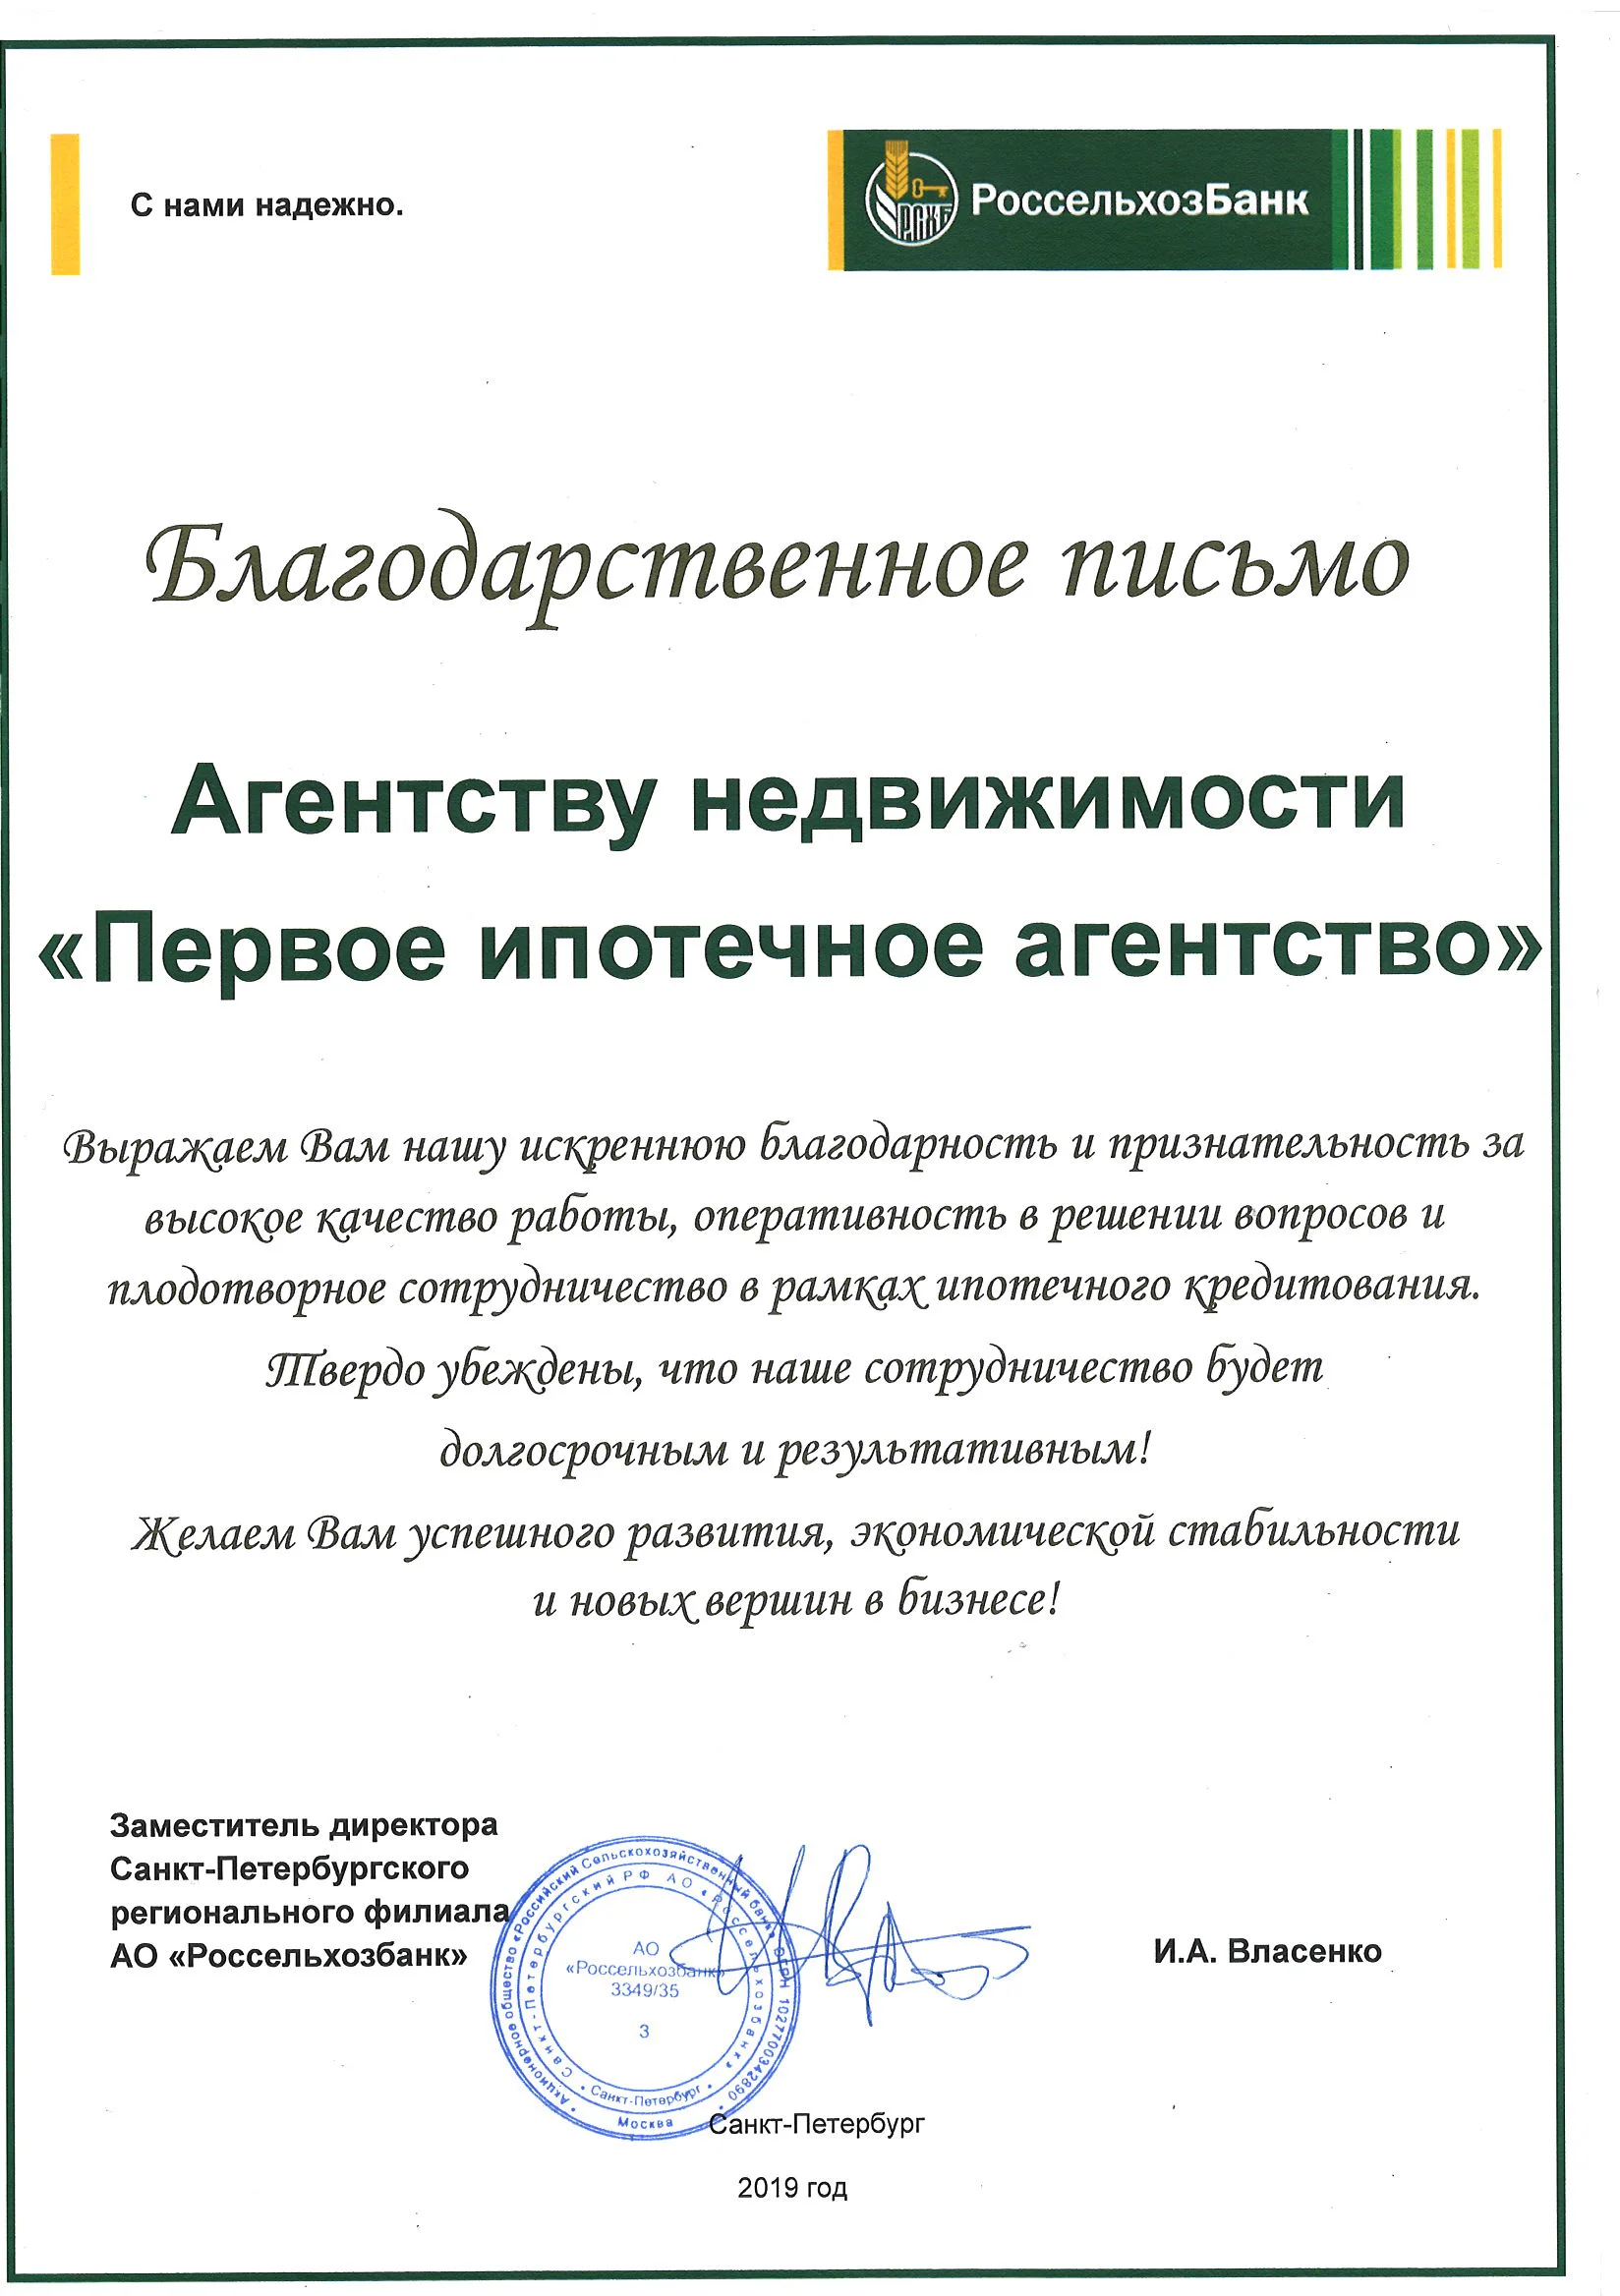 С нами надежно.
РСХБ
РоссельхозБанк
Благодарственное письмо
Агентству недвижимости
«Первое ипотечное агентство»
Выражаем Вам нашу искреннюю благодарность и признательность за
высокое качество работы, оперативность в решении вопросов и
плодотворное сотрудничество в рамках ипотечного кредитования.
Твердо убеждены, что наше сотрудничество будет
долгосрочным и результативным!
Желаем Вам успешного развития, экономической стабильности
и новых вершин в бизнесе!
Заместитель директора
Санкт-Петербургского
регионального филиала
АО «Россельхозбанк»
И.А. Власенко
• Акционерное общество «Российский Сельскохозяйственный банк» ОГРН 1027700342890 •
Москва
Санкт-Петербургский РФ АО «Россельхозбанк»
• Санкт-Петербург •
АО
«Россельхозбанк»
3349/35
3
Санкт-Петербург
2019 год